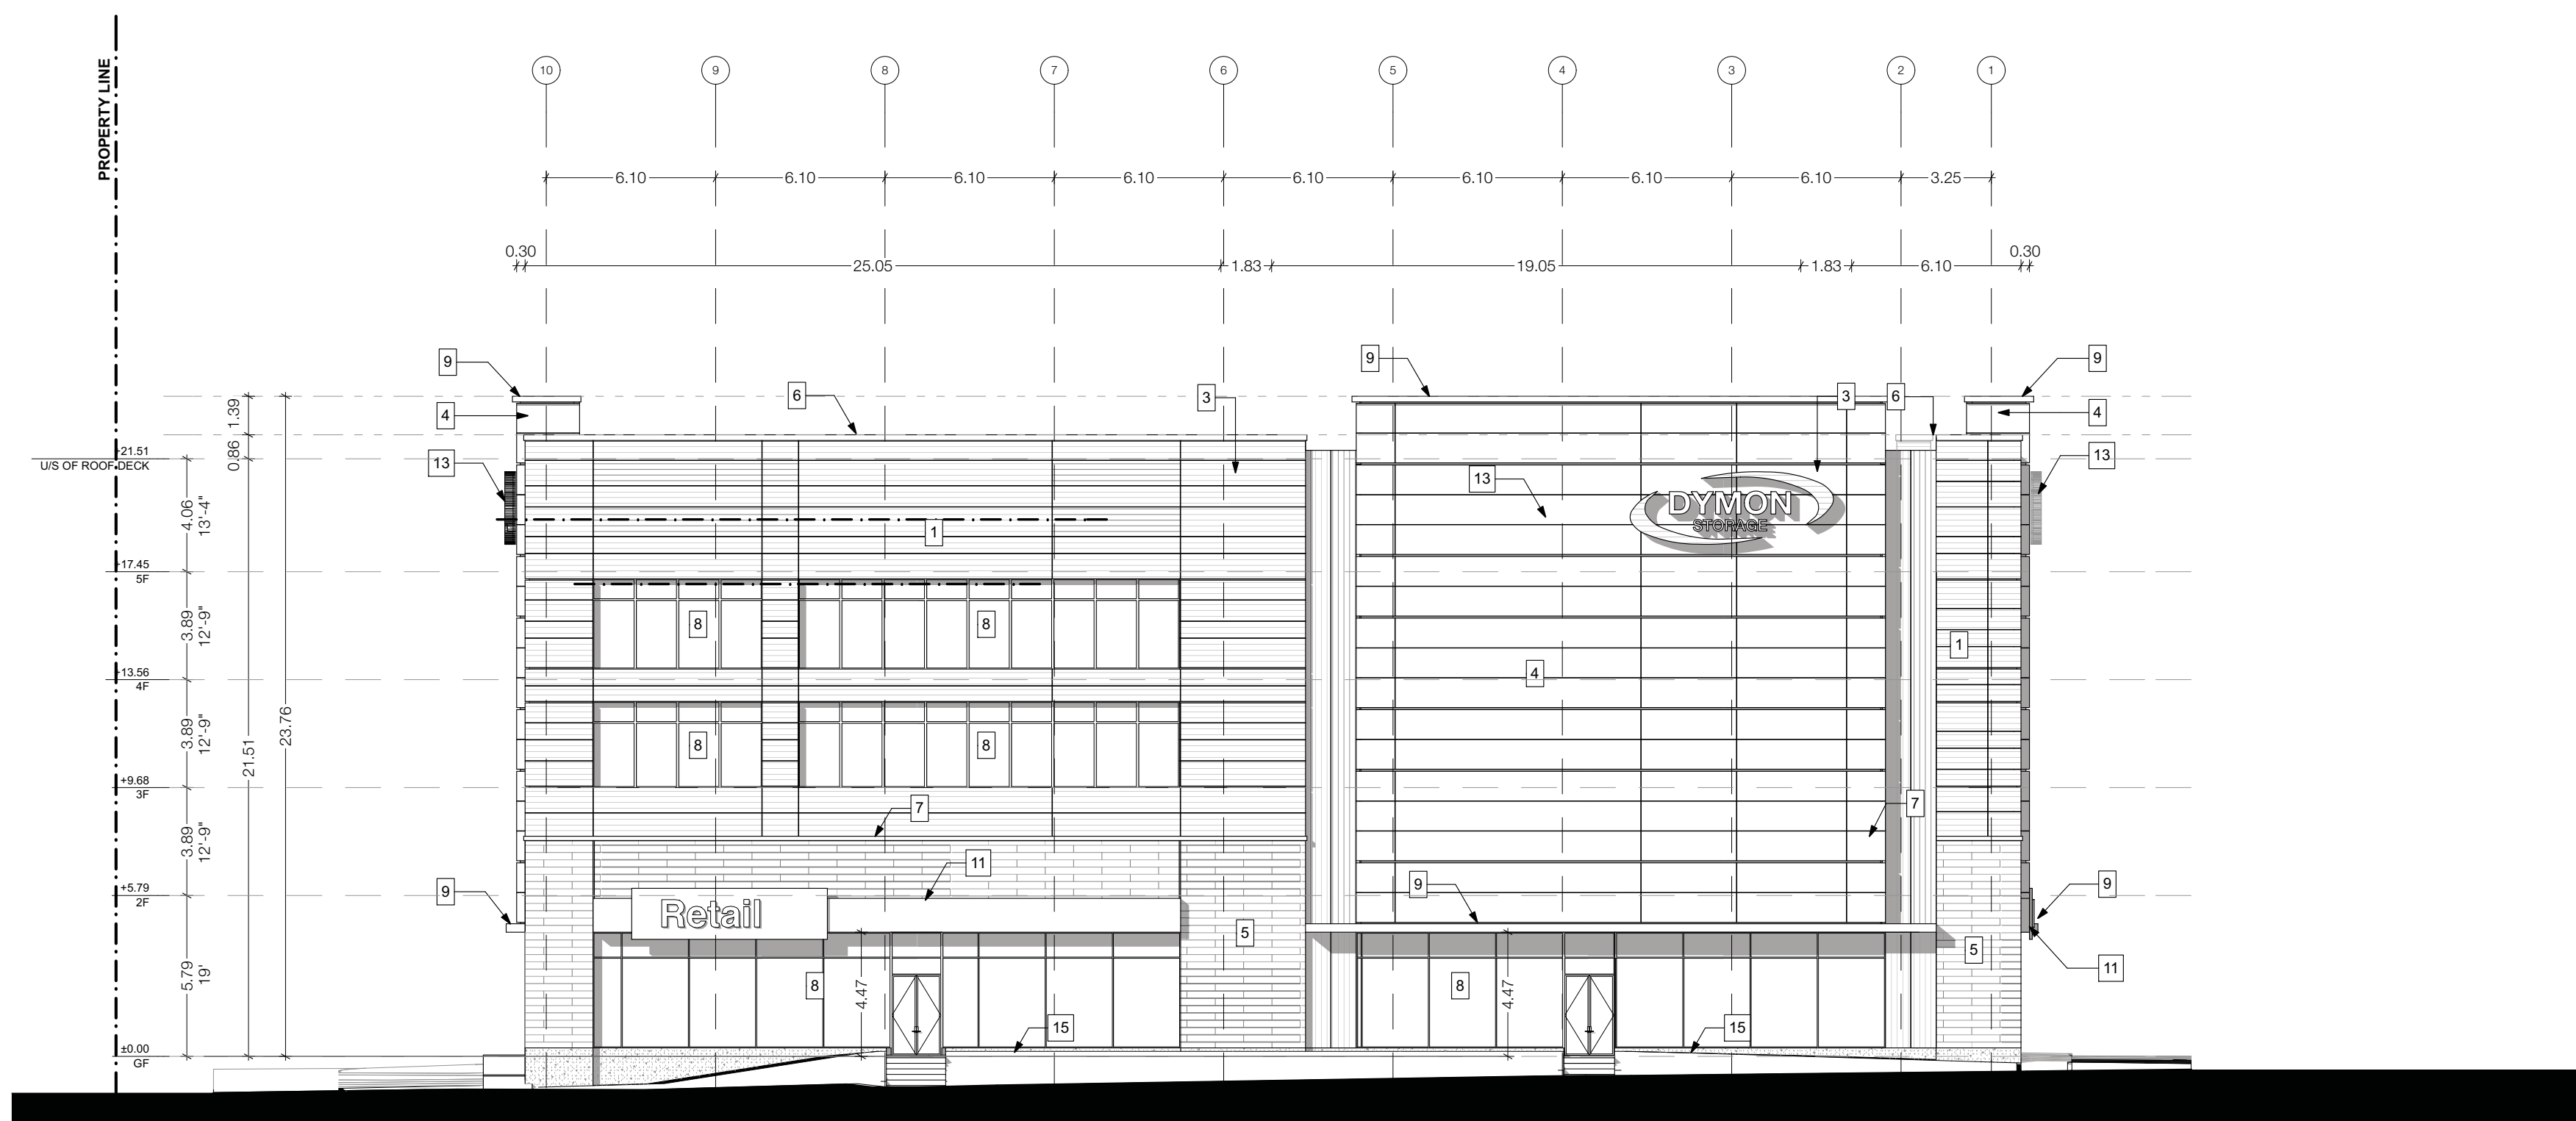 PROPERTY LINE
10 9 8 7 6 5 4 3 2 1
6.10 6.10 6.10 6.10 6.10 6.10 6.10 6.10 3.25
0.30 25.05 1.83 19.05 1.83 6.10 0.30
9 9 9
6 3 3 6
4 4
13 13 13
1.39
0.86
+21.51
U/S OF ROOF DECK
4.06
13'-4"
DYMON
STORAGE
1
+17.45
5F
3.89
12'-9"
8 8
1
4
+13.56
4F
3.89
12'-9"
23.76
21.51
8 8
+9.68
3F
3.89
12'-9"
7 7
11
+5.79
2F
9 9 9
Retail
5 5
11
5.79
19'
8 4.47 8 4.47
15 15
±0.00
GF